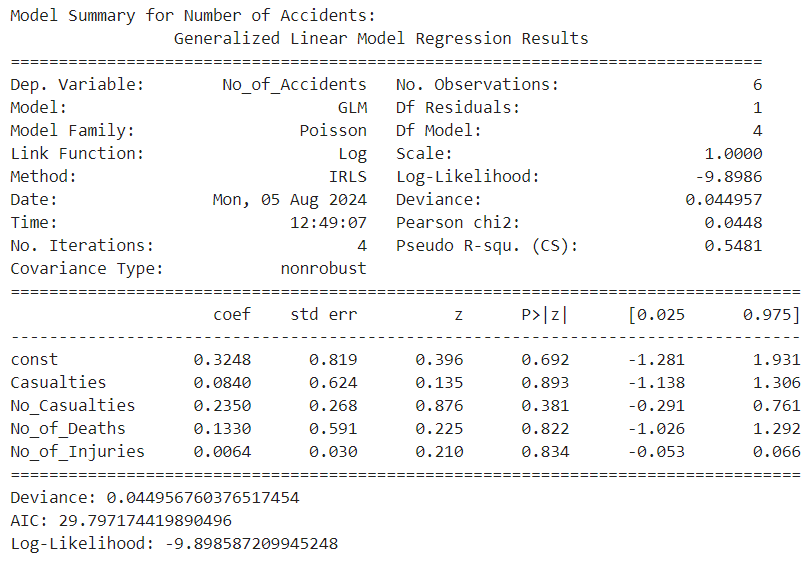 Model Summary for Number of Accidents:
                 Generalized Linear Model Regression Results
==============================================================================
Dep. Variable:        No_of_Accidents   No. Observations:                    6
Model:                            GLM   Df Residuals:                        1
Model Family:                 Poisson   Df Model:                            4
Link Function:                    Log   Scale:                          1.0000
Method:                          IRLS   Log-Likelihood:                -9.8986
Date:                Mon, 05 Aug 2024   Deviance:                     0.044957
Time:                        12:49:07   Pearson chi2:                   0.0448
No. Iterations:                     4   Pseudo R-squ. (CS):             0.5481
Covariance Type:            nonrobust
==================================================================================
                     coef    std err          z      P>|z|      [0.025      0.975]
----------------------------------------------------------------------------------
const              0.3248      0.819      0.396      0.692      -1.281       1.931
Casualties         0.0840      0.624      0.135      0.893      -1.138       1.306
No_Casualties      0.2350      0.268      0.876      0.381      -0.291       0.761
No_of_Deaths       0.1330      0.591      0.225      0.822      -1.026       1.292
No_of_Injuries     0.0064      0.030      0.210      0.834      -0.053       0.066
==================================================================================
Deviance: 0.044956760376517454
AIC: 29.797174419890496
Log-Likelihood: -9.898587209945248